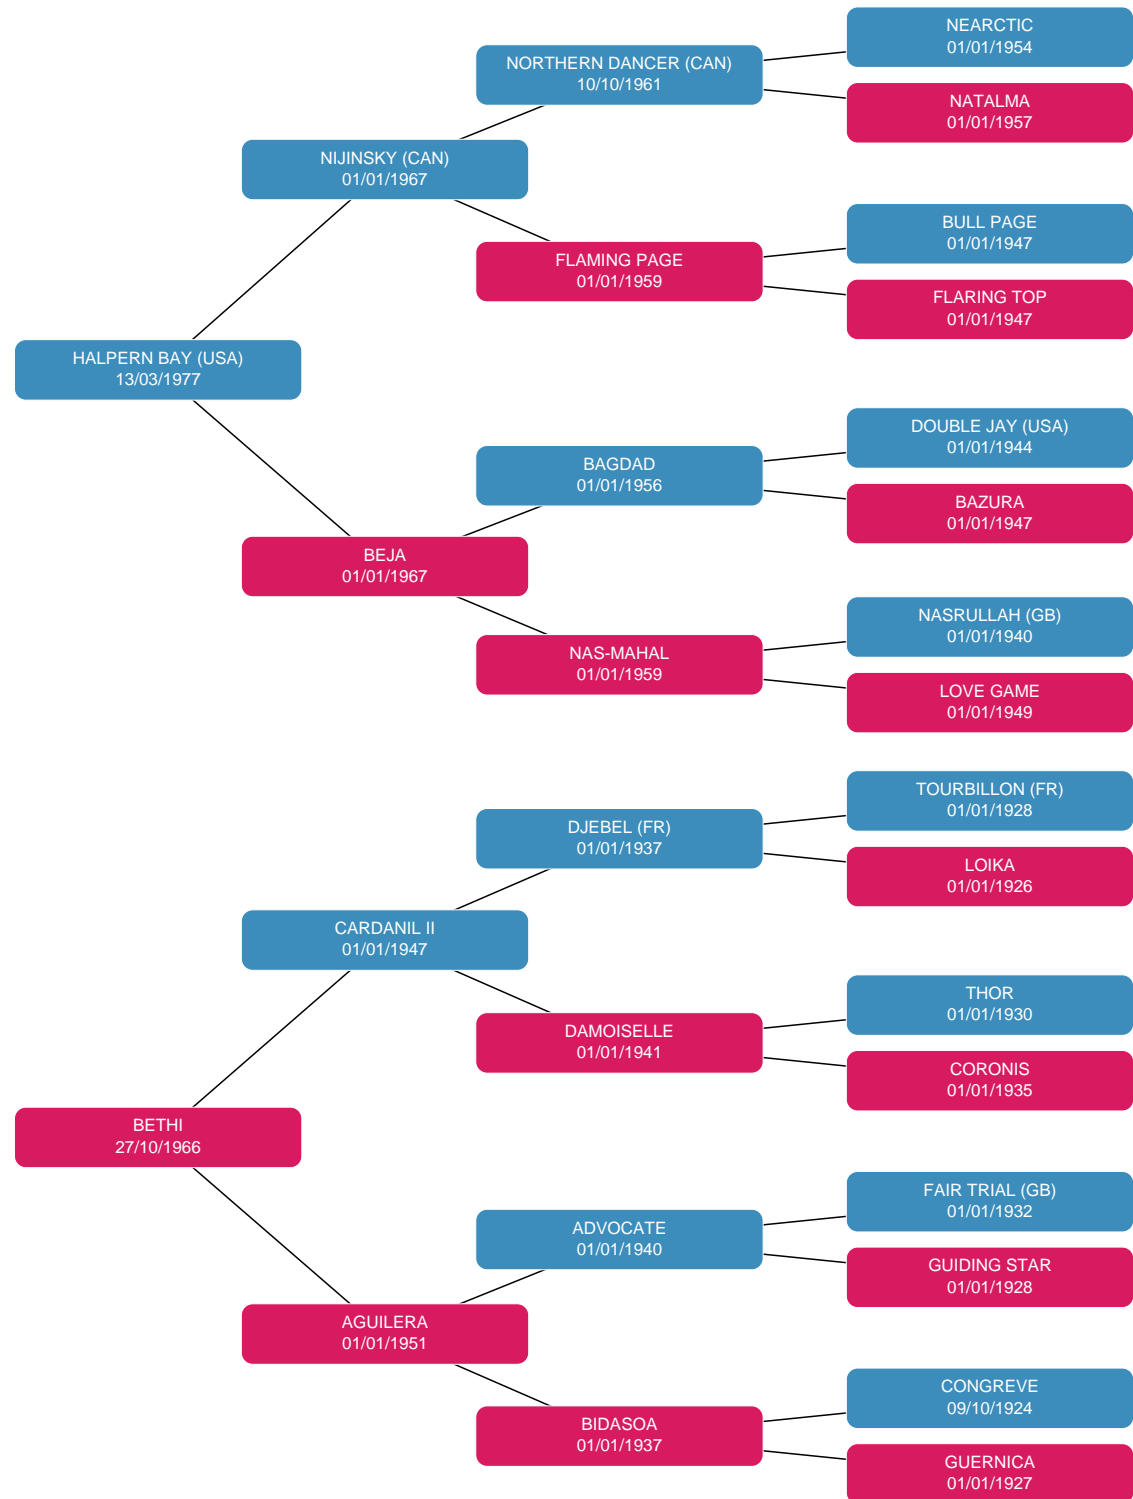 NEARCTIC
01/01/1954
NORTHERN DANCER (CAN)
10/10/1961
NATALMA
01/01/1957
NIJINSKY (CAN)
01/01/1967
BULL PAGE
01/01/1947
FLAMING PAGE
01/01/1959
FLARING TOP
01/01/1947
HALPERN BAY (USA)
13/03/1977
DOUBLE JAY (USA)
01/01/1944
BAGDAD
01/01/1956
BAZURA
01/01/1947
BEJA
01/01/1967
NASRULLAH (GB)
01/01/1940
NAS-MAHAL
01/01/1959
LOVE GAME
01/01/1949
TOURBILLON (FR)
01/01/1928
DJEBEL (FR)
01/01/1937
LOIKA
01/01/1926
CARDANIL II
01/01/1947
THOR
01/01/1930
DAMOISELLE
01/01/1941
CORONIS
01/01/1935
BETHI
27/10/1966
FAIR TRIAL (GB)
01/01/1932
ADVOCATE
01/01/1940
GUIDING STAR
01/01/1928
AGUILERA
01/01/1951
CONGREVE
09/10/1924
BIDASOA
01/01/1937
GUERNICA
01/01/1927